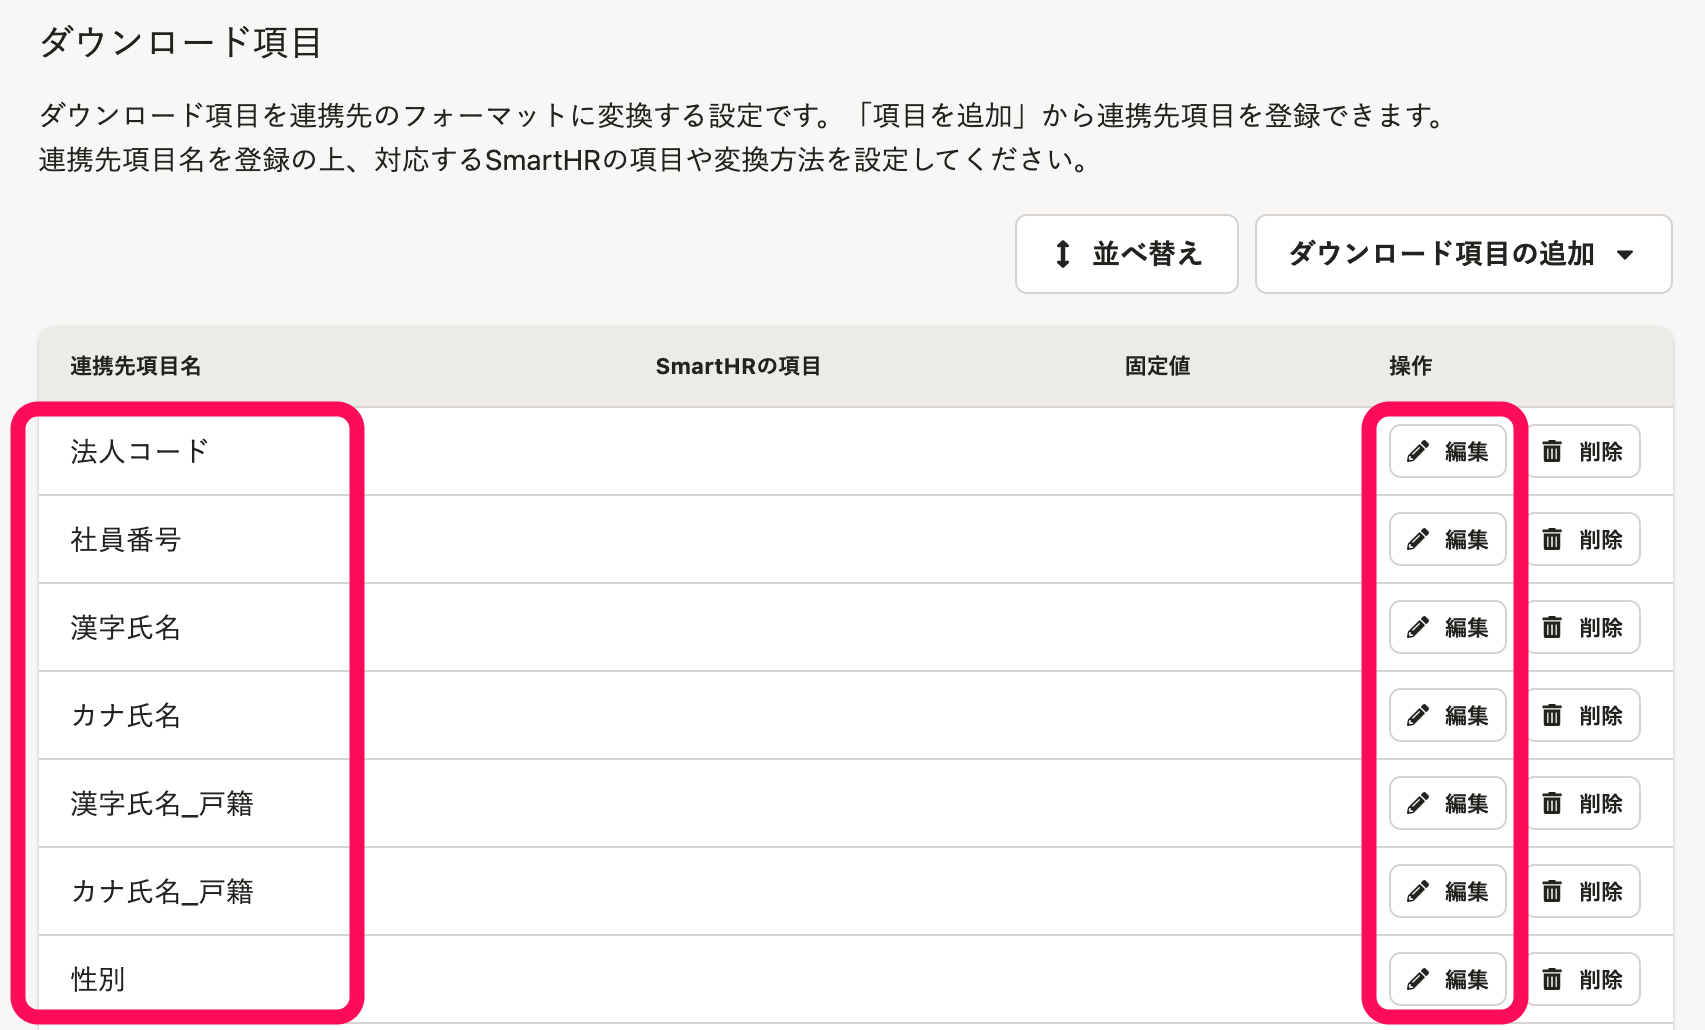 ダウンロード項目
ダウンロード項目を連携先のフォーマットに変換する設定です。「項目を追加」から連携先項目を登録できます。
連携先項目名を登録の上、対応するSmartHRの項目や変換方法を設定してください。
並べ替え ダウンロード項目の追加
連携先項目名 SmartHRの項目 固定値 操作
法人コード 編集 削除
社員番号 編集 削除
漢字氏名 編集 削除
カナ氏名 編集 削除
漢字氏名_戸籍 編集 削除
カナ氏名_戸籍 編集 削除
性別 編集 削除